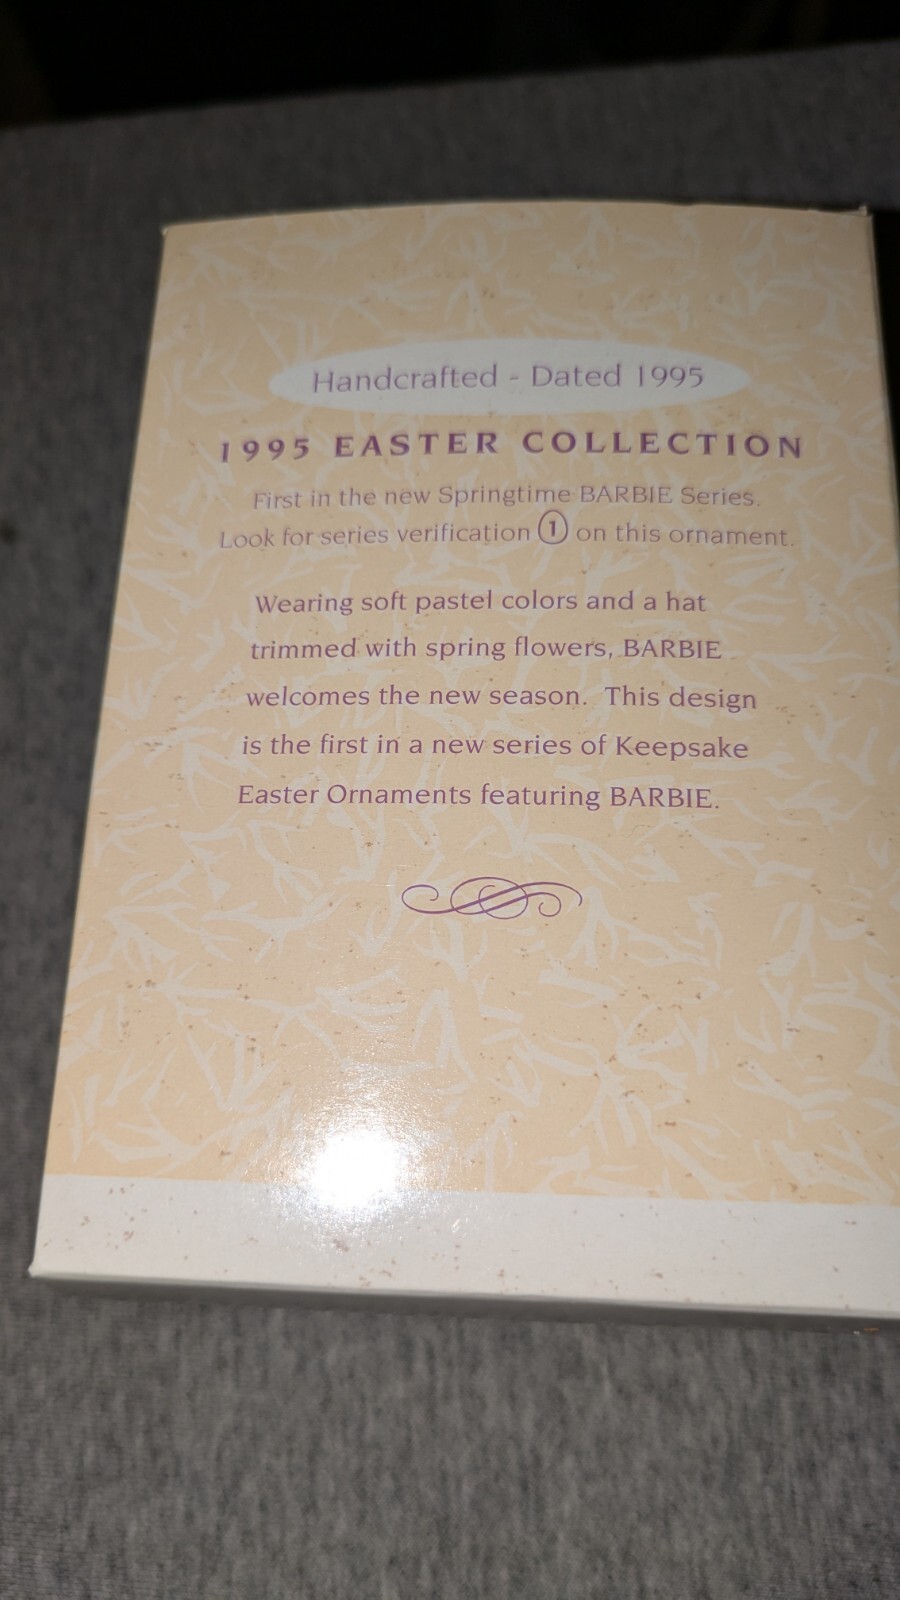 Handcrafted - Dated 1995
1995 EASTER COLLECTION
First in the new Springtime BARBIE Series.
Look for series verification 1 on this ornament.
Wearing soft pastel colors and a hat
trimmed with spring flowers, BARBIE
welcomes the new season. This design
is the first in a new series of Keepsake
Easter Ornaments featuring BARBIE.